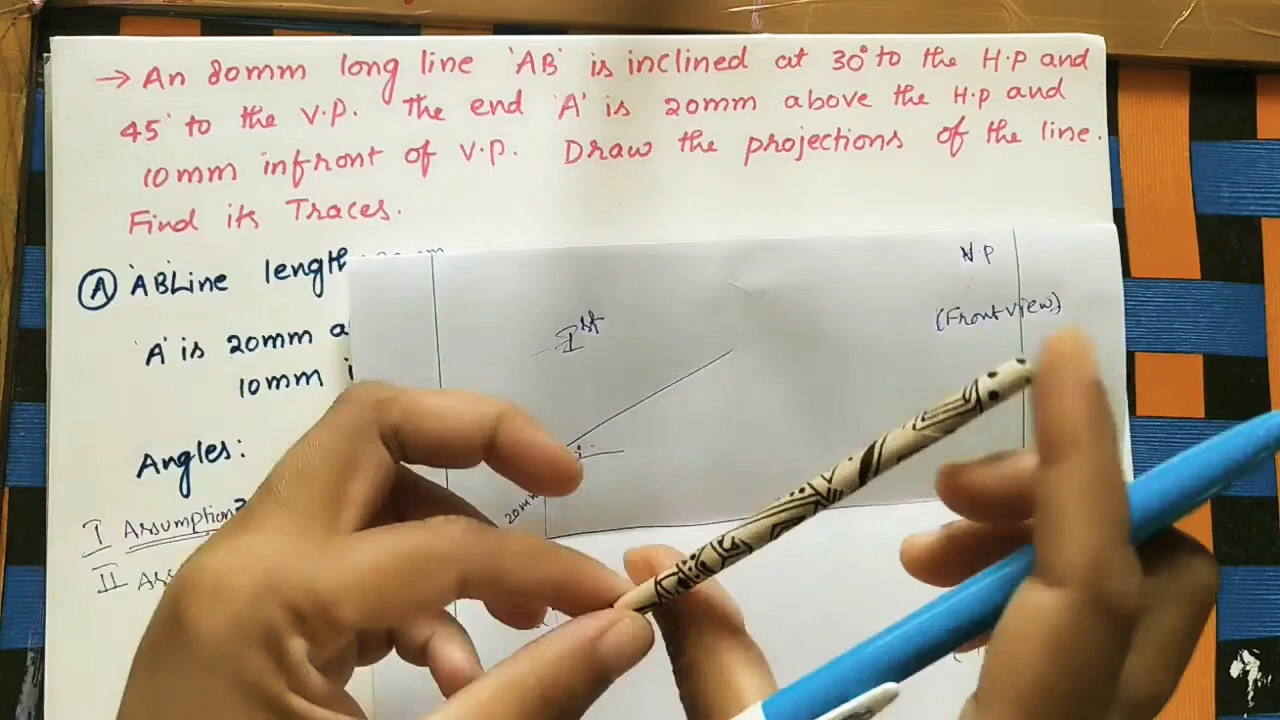 → An 80mm long line 'AB' is inclined at 30° to the H.P and
45° to the V.P. The end 'A' is 20mm above the H.P and
10mm infront of V.P. Draw the projections of the line.
Find its Traces.
Ⓐ 'AB' Line length
'A' is 20mm a
10mm i
Angles:
I Assumption
II Ass
V.P
(Front view)
Ist
20mm